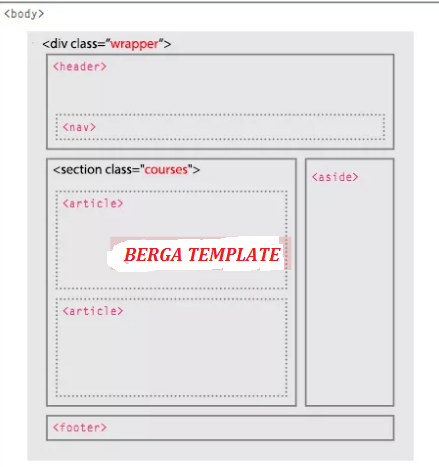 <body>
<div class="wrapper">
<header>
<nav>
<section class="courses">
<aside>
<article>
BERGA TEMPLATE
<article>
<footer>